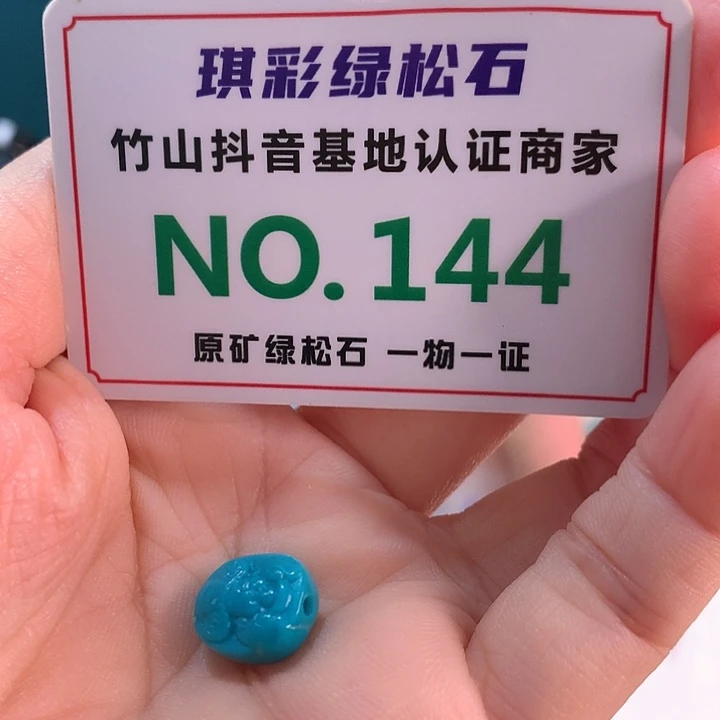 琪彩绿松石
竹山抖音基地认证商家
NO.144
原矿绿松石 一物一证